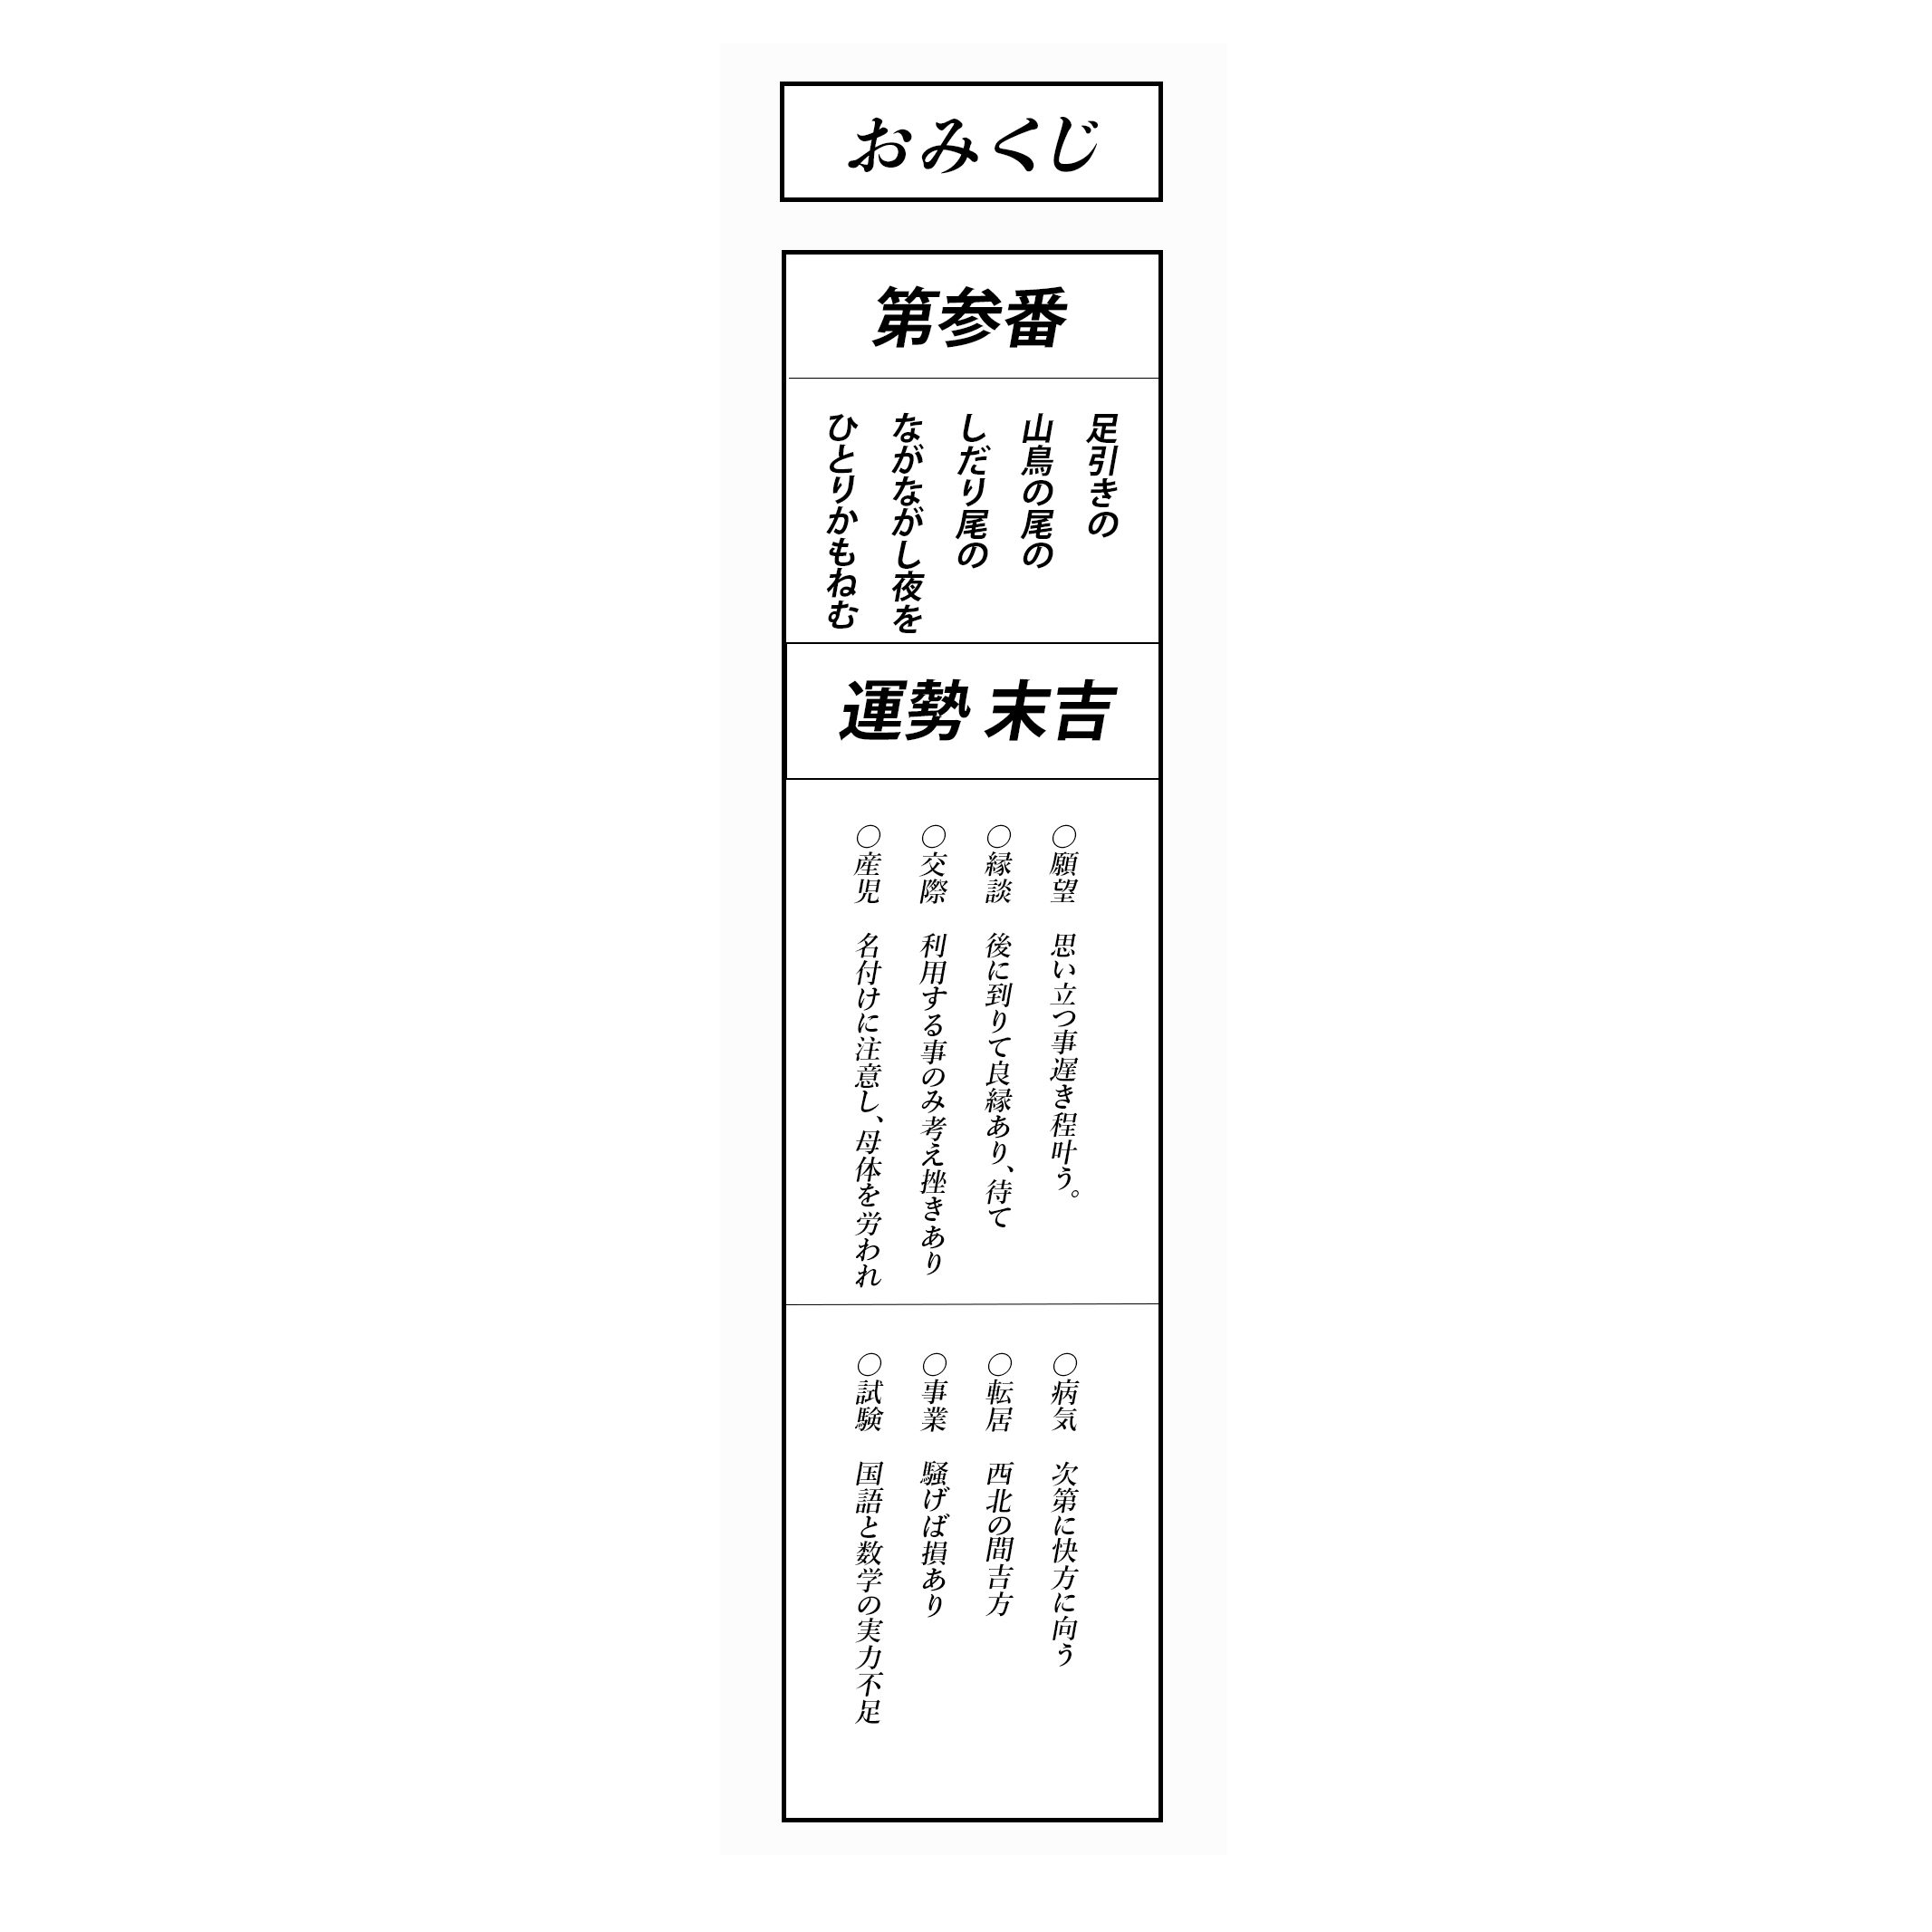 おみくじ
第参番
足引きの
山鳥の尾の
しだり尾の
ながながし夜を
ひとりかもねむ
運勢 末吉
○願望　思い立つ事遅き程叶う。
○縁談　後に到りて良縁あり、待て
○交際　利用する事のみ考え挫きあり
○産児　名付けに注意し、母体を労われ
○病気　次第に快方に向う
○転居　西北の間吉方
○事業　騒げば損あり
○試験　国語と数学の実力不足